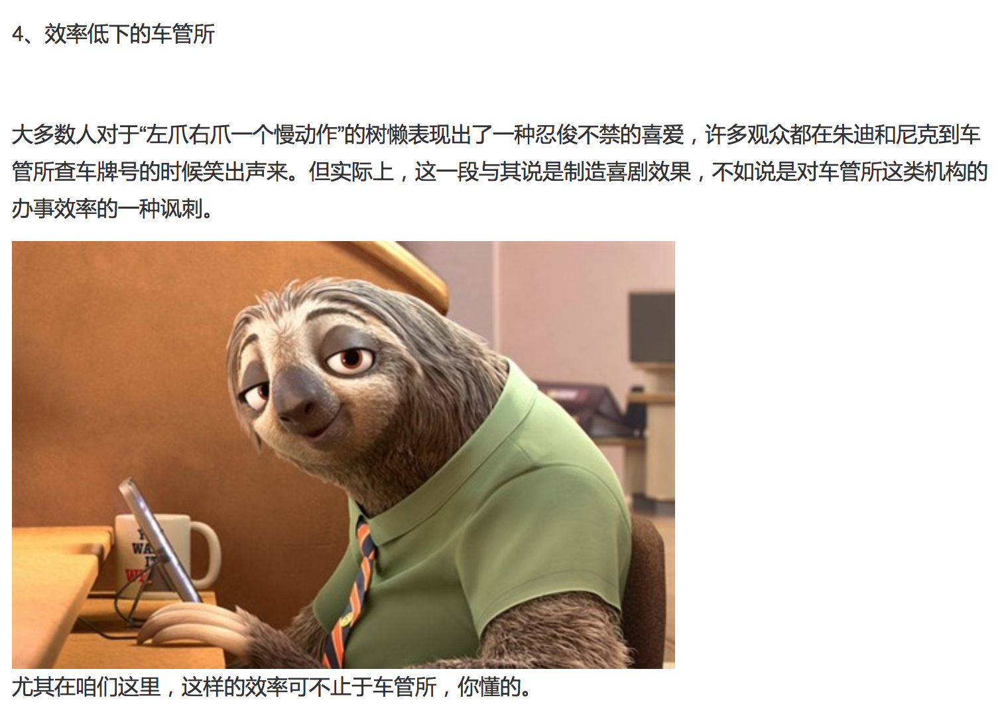 4、效率低下的车管所
大多数人对于“左爪右爪一个慢动作”的树懒表现出了一种忍俊不禁的喜爱，许多观众都在朱迪和尼克到车
管所查车牌号的时候笑出声来。但实际上，这一段与其说是制造喜剧效果，不如说是对车管所这类机构的
办事效率的一种讽刺。
IT
尤其在咱们这里，这样的效率可不止于车管所，你懂的。